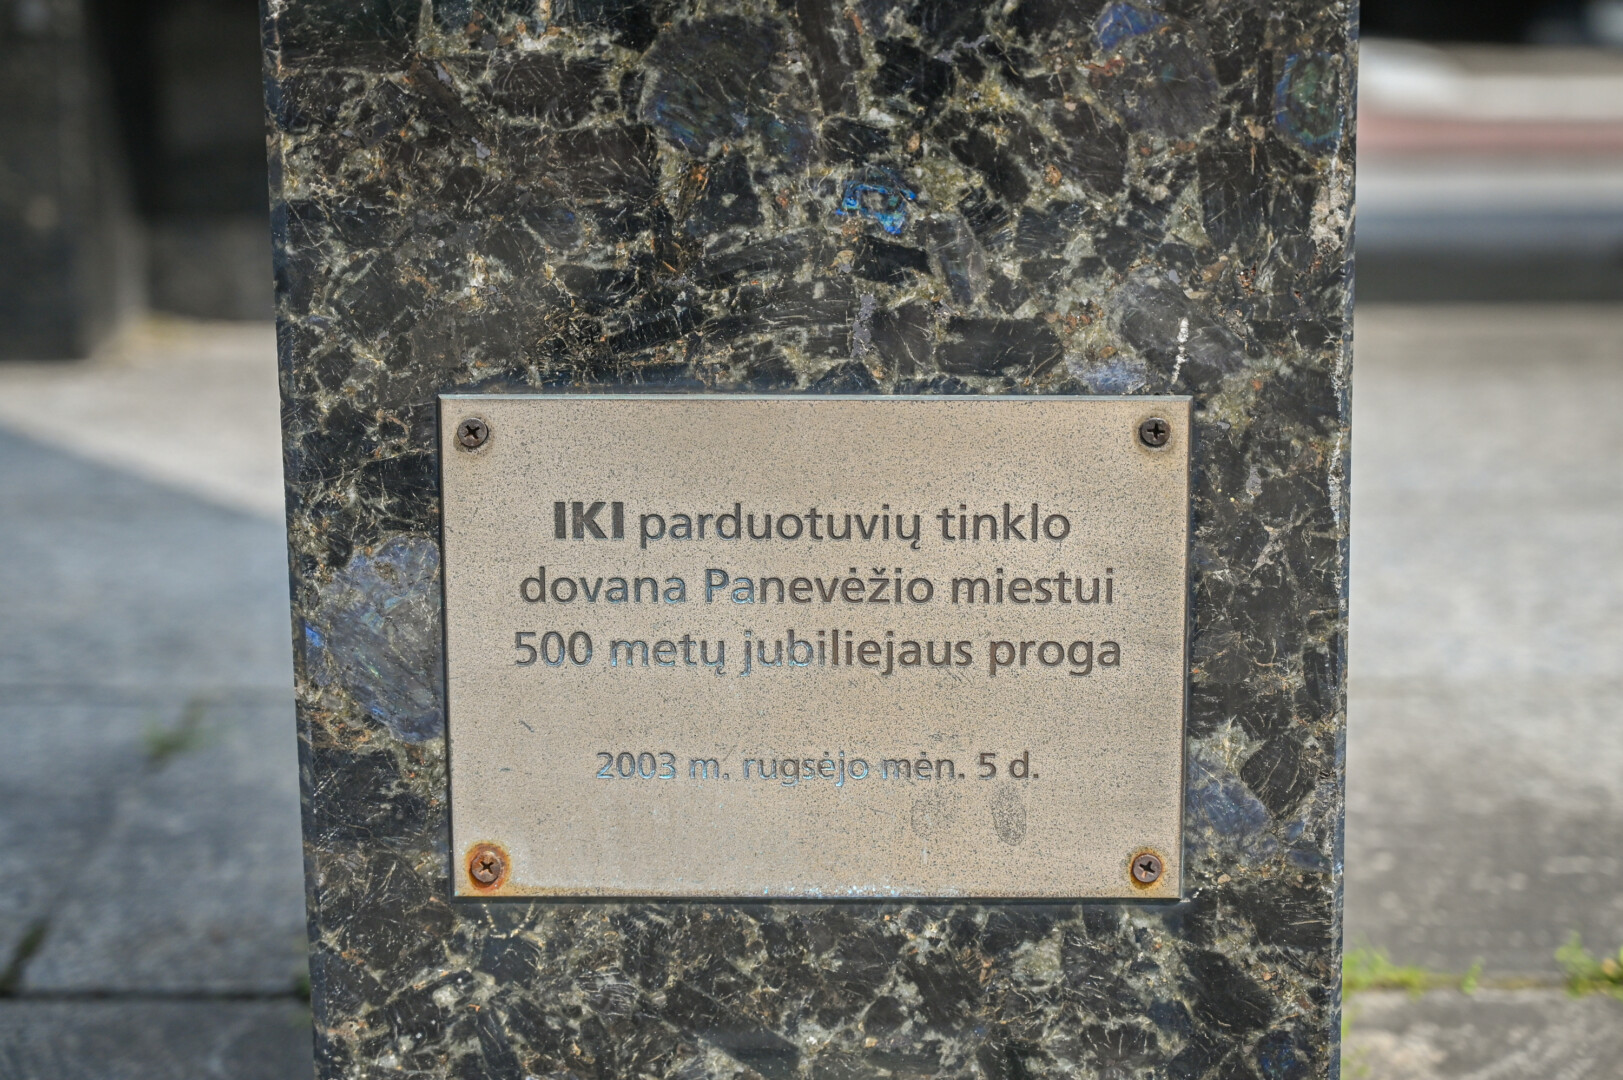 IKI parduotuvių tinklo
dovana Panevėžio miestui
500 metų jubiliejaus proga
2003 m. rugsėjo mėn. 5 d.